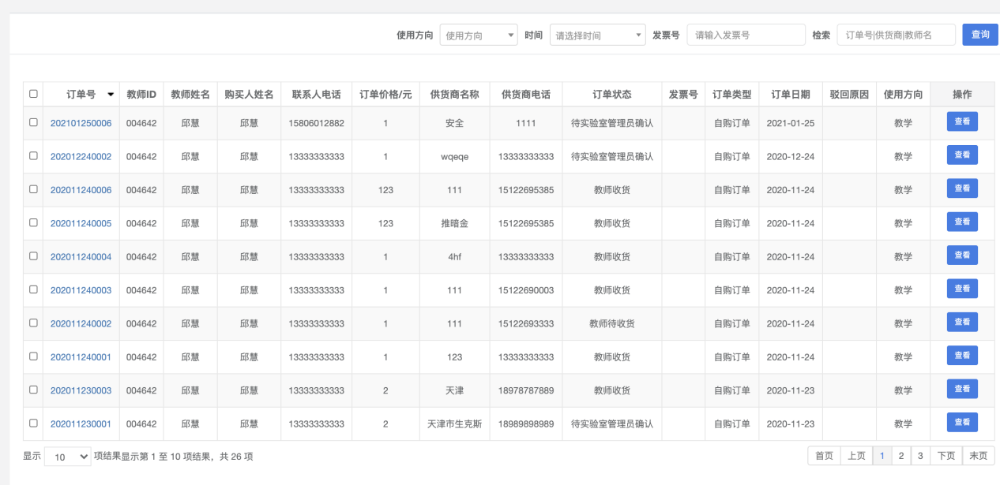 使用方向 使用方向 时间 请选择时间 发票号 请输入发票号 检索 订单号|供货商|教师名 查询
订单号 教师ID 教师姓名 购买人姓名 联系人电话 订单价格/元 供货商名称 供货商电话 订单状态 发票号 订单类型 订单日期 驳回原因 使用方向 操作
202101250006 004642 邱慧 邱慧 15806012882 1 安全 1111 待实验室管理员确认 自购订单 2021-01-25 教学 查看
202012240002 004642 邱慧 邱慧 13333333333 1 wqeqe 13333333333 待实验室管理员确认 自购订单 2020-12-24 教学 查看
202011240006 004642 邱慧 邱慧 13333333333 123 111 15122695385 教师收货 自购订单 2020-11-24 教学 查看
202011240005 004642 邱慧 邱慧 13333333333 123 推暗金 15122695385 教师收货 自购订单 2020-11-24 教学 查看
202011240004 004642 邱慧 邱慧 13333333333 1 4hf 13333333333 教师收货 自购订单 2020-11-24 教学 查看
202011240003 004642 邱慧 邱慧 13333333333 1 111 15122690003 教师收货 自购订单 2020-11-24 教学 查看
202011240002 004642 邱慧 邱慧 13333333333 1 111 15122693333 教师待收货 自购订单 2020-11-24 教学 查看
202011240001 004642 邱慧 邱慧 13333333333 1 123 13333333333 教师收货 自购订单 2020-11-24 教学 查看
202011230003 004642 邱慧 邱慧 13333333333 2 天津 18978787889 教师收货 自购订单 2020-11-23 教学 查看
202011230001 004642 邱慧 邱慧 13333333333 2 天津市生克斯 18989898989 待实验室管理员确认 自购订单 2020-11-23 教学 查看
显示 10 项结果显示第 1 至 10 项结果，共 26 项 首页 上页 1 2 3 下页 末页